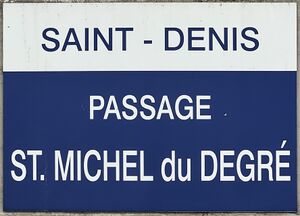 SAINT - DENIS
PASSAGE
ST. MICHEL du DEGRÉ